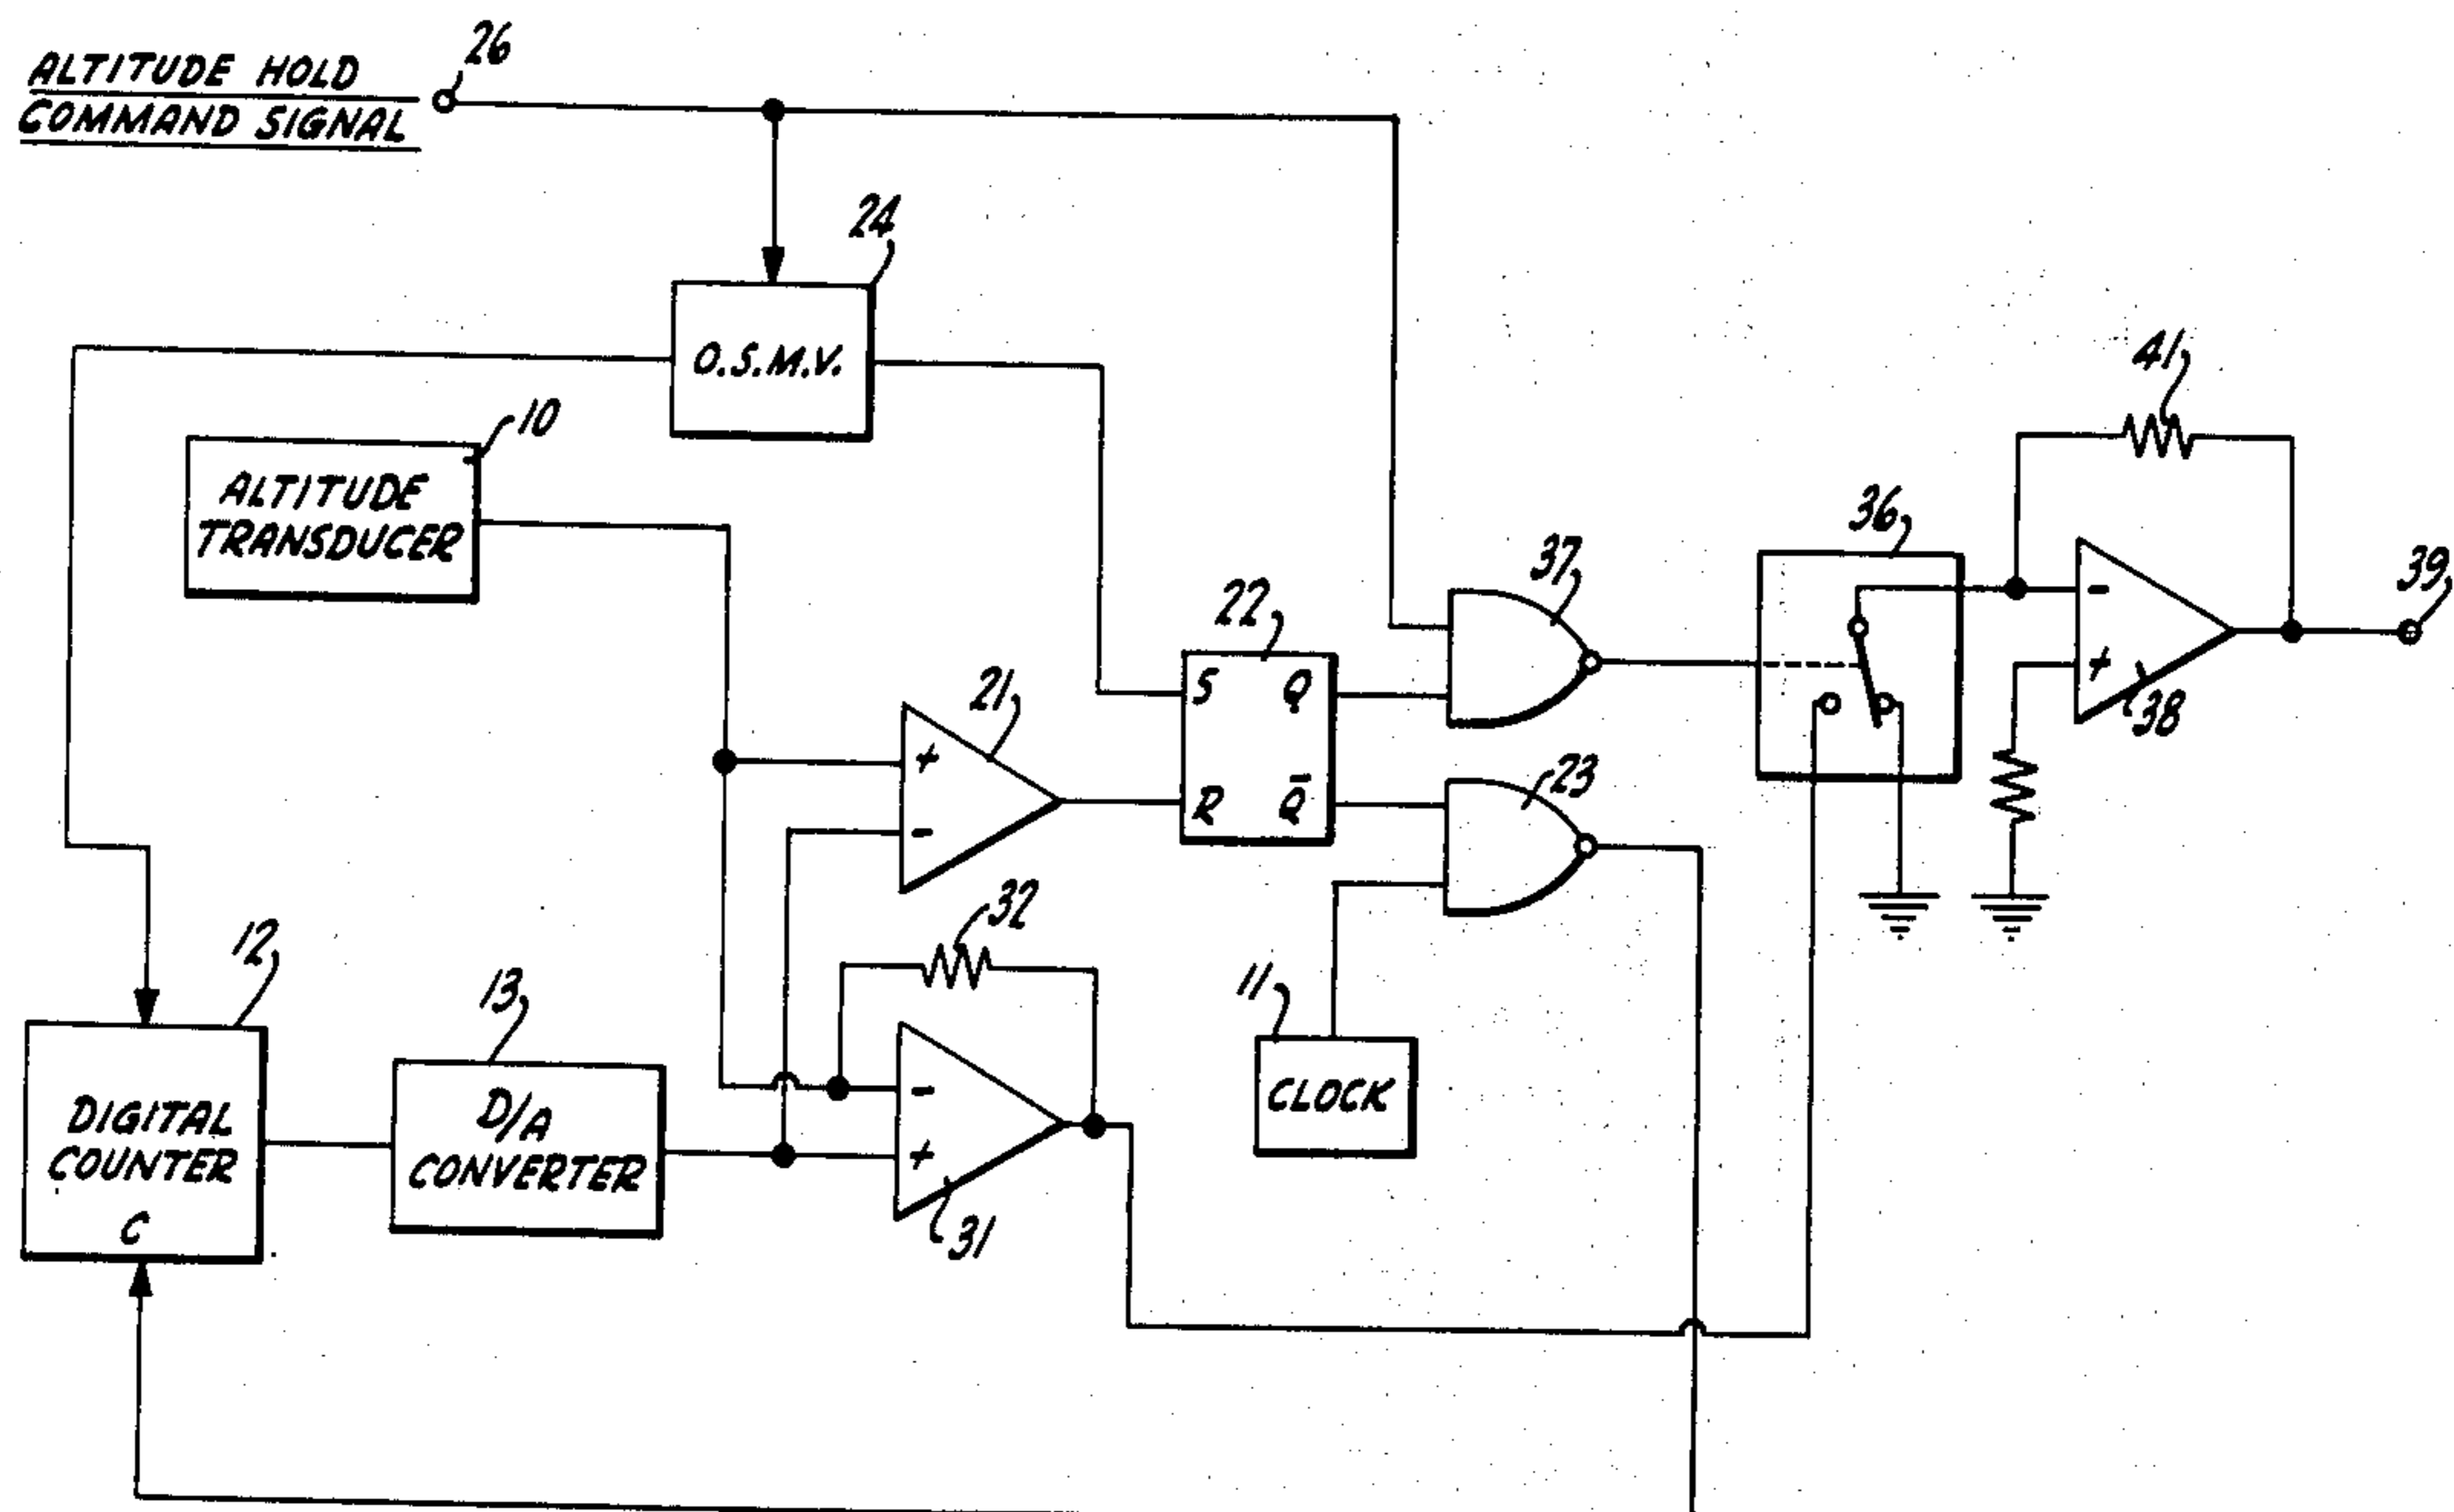 ALTITUDE HOLD
COMMAND SIGNAL
26
24
O.S.M.V.
10
ALTITUDE
TRANSDUCER
41
36
37
39
22
S Q
R Q̄
21
+
-
-
+
38
23
32
12
13
11
DIGITAL
COUNTER
C
D/A
CONVERTER
-
+
31
CLOCK